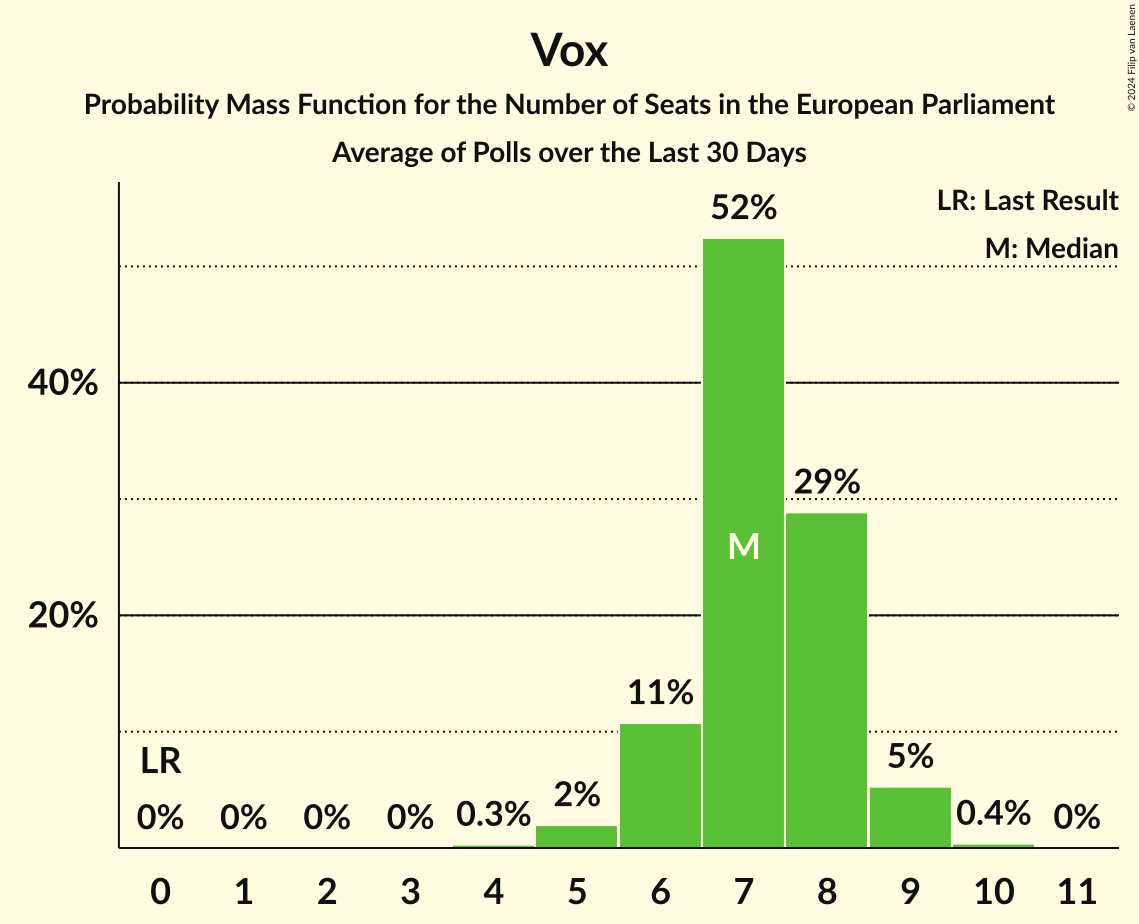 Vox
Probability Mass Function for the Number of Seats in the European Parliament
Average of Polls over the Last 30 Days
© 2024 Filip van Laenen
LR: Last Result
M: Median
40%
20%
LR
0%
0%
0%
0%
0.3%
2%
11%
52%
M
29%
5%
0.4%
0%
0 1 2 3 4 5 6 7 8 9 10 11